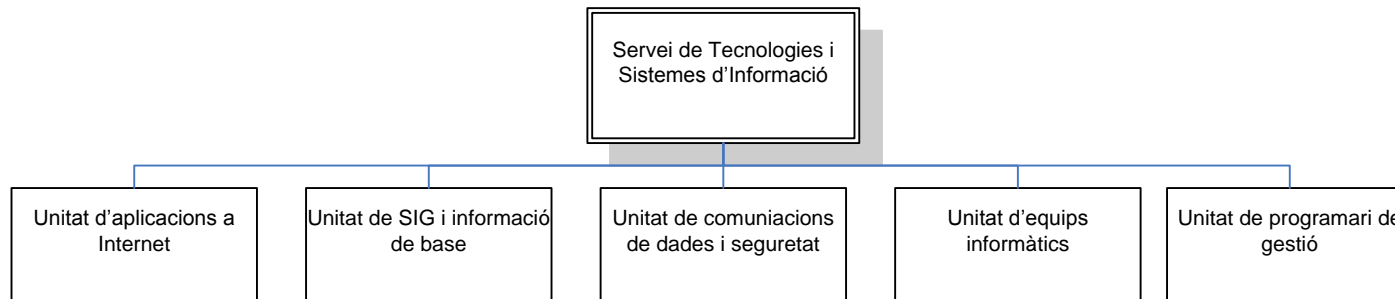 Servei de Tecnologies i
Sistemes d’Informació
Unitat d’aplicacions a
Internet
Unitat de SIG i informació
de base
Unitat de comuniacions
de dades i seguretat
Unitat d’equips
informàtics
Unitat de programari de
gestió